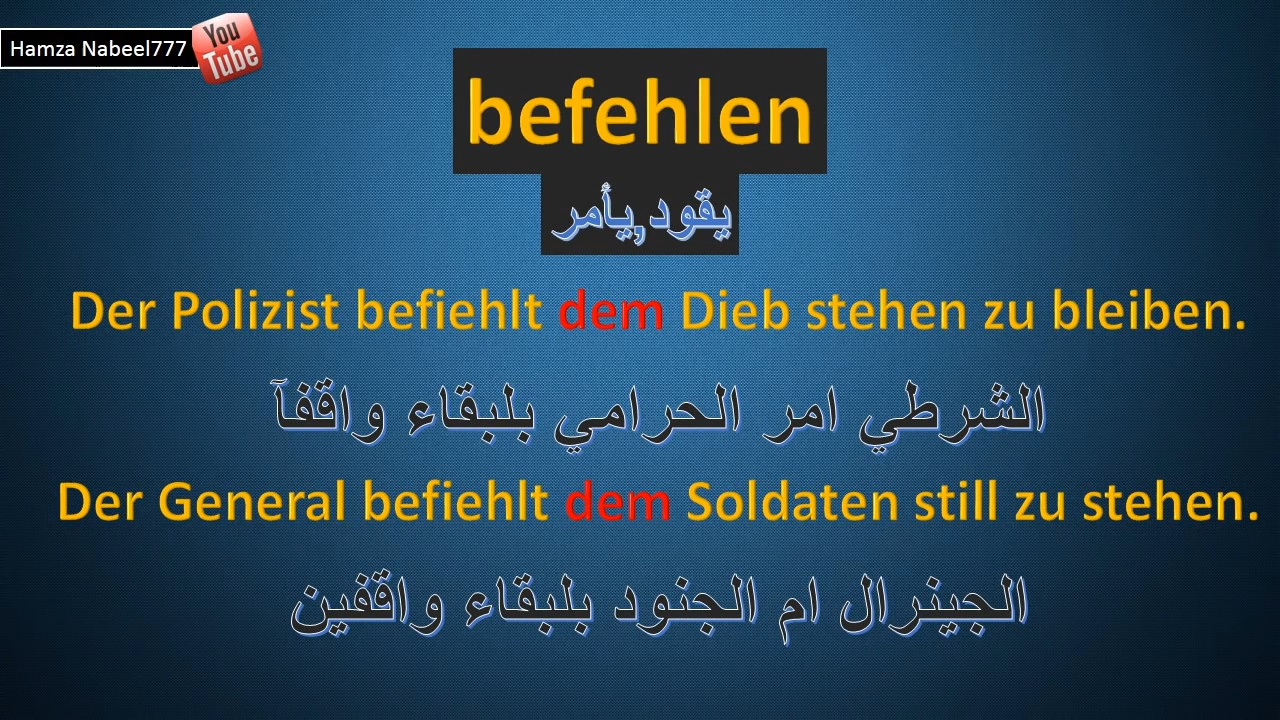 Hamza Nabeel777
You
Tube
befehlen
يقود,يأمر
Der Polizist befiehlt dem Dieb stehen zu bleiben.
الشرطي امر الحرامي بلبقاء واقفآ
Der General befiehlt dem Soldaten still zu stehen.
الجينرال ام الجنود بلبقاء واقفين